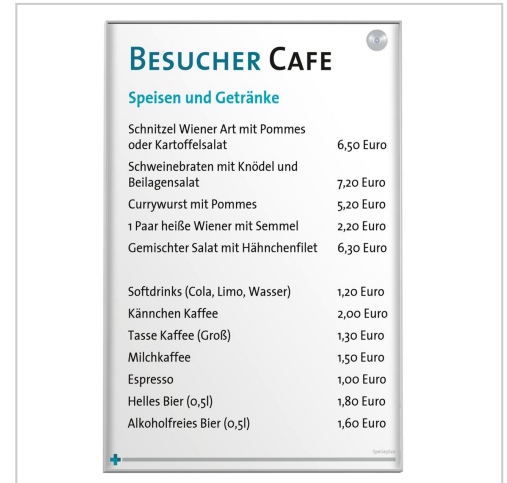 BESUCHER CAFE
Speisen und Getränke
Schnitzel Wiener Art mit Pommes
oder Kartoffelsalat 6,50 Euro
Schweinebraten mit Knödel und
Beilagensalat 7,20 Euro
Currywurst mit Pommes 5,20 Euro
1 Paar heiße Wiener mit Semmel 2,20 Euro
Gemischter Salat mit Hähnchenfilet 6,30 Euro
Softdrinks (Cola, Limo, Wasser) 1,20 Euro
Kännchen Kaffee 2,00 Euro
Tasse Kaffee (Groß) 1,30 Euro
Milchkaffee 1,50 Euro
Espresso 1,00 Euro
Helles Bier (0,5l) 1,80 Euro
Alkoholfreies Bier (0,5l) 1,60 Euro
Speiseplan